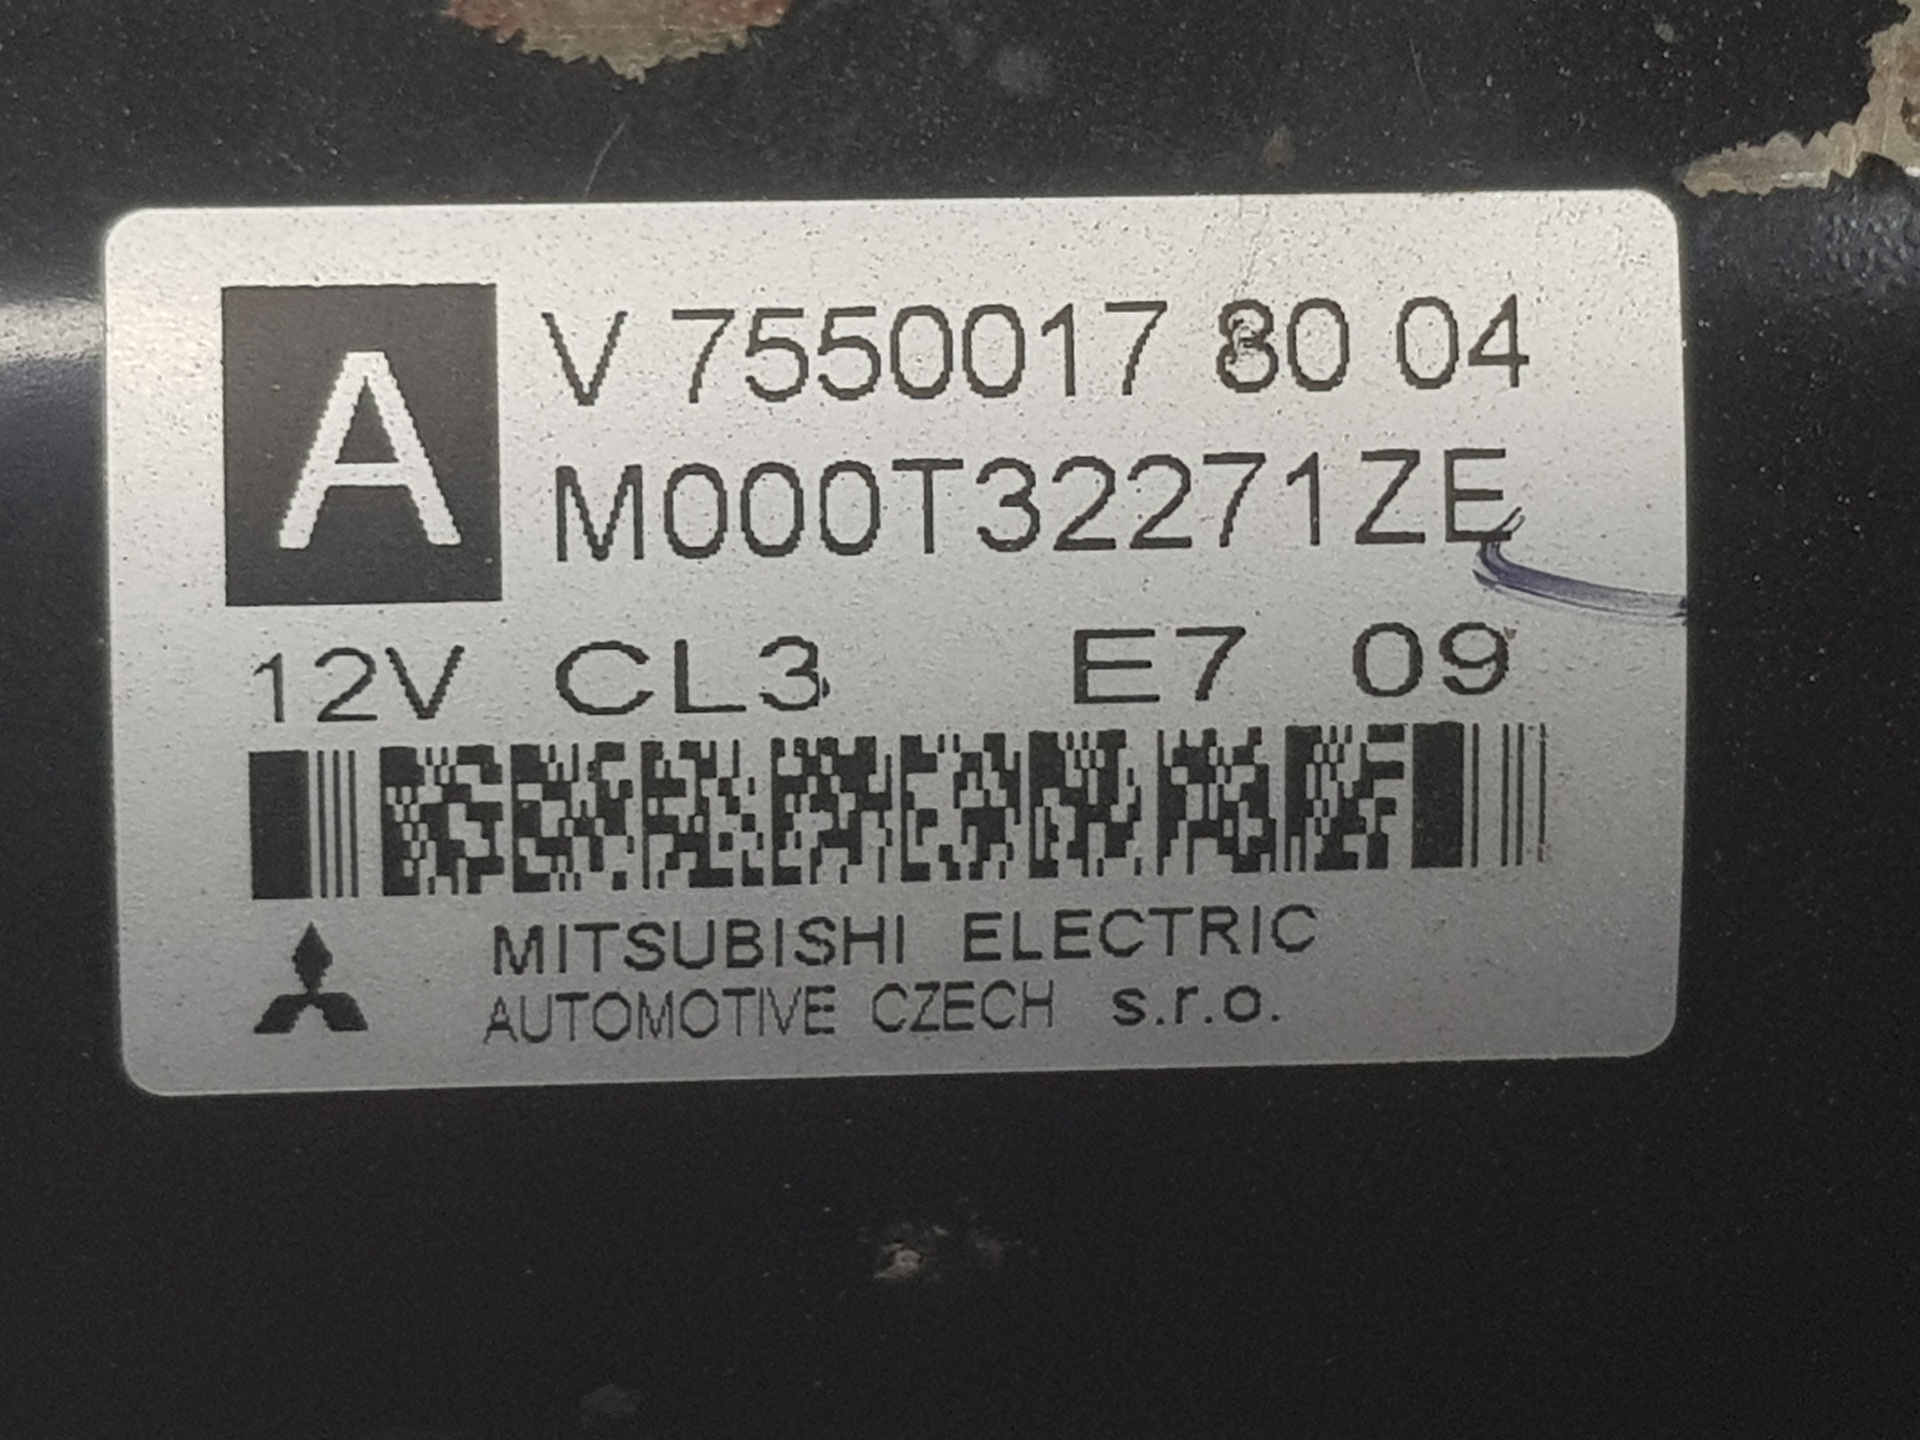 A
V 7550017 80 04
M000T32271ZE
12V CL3 E7 09
MITSUBISHI ELECTRIC
AUTOMOTIVE CZECH s.r.o.